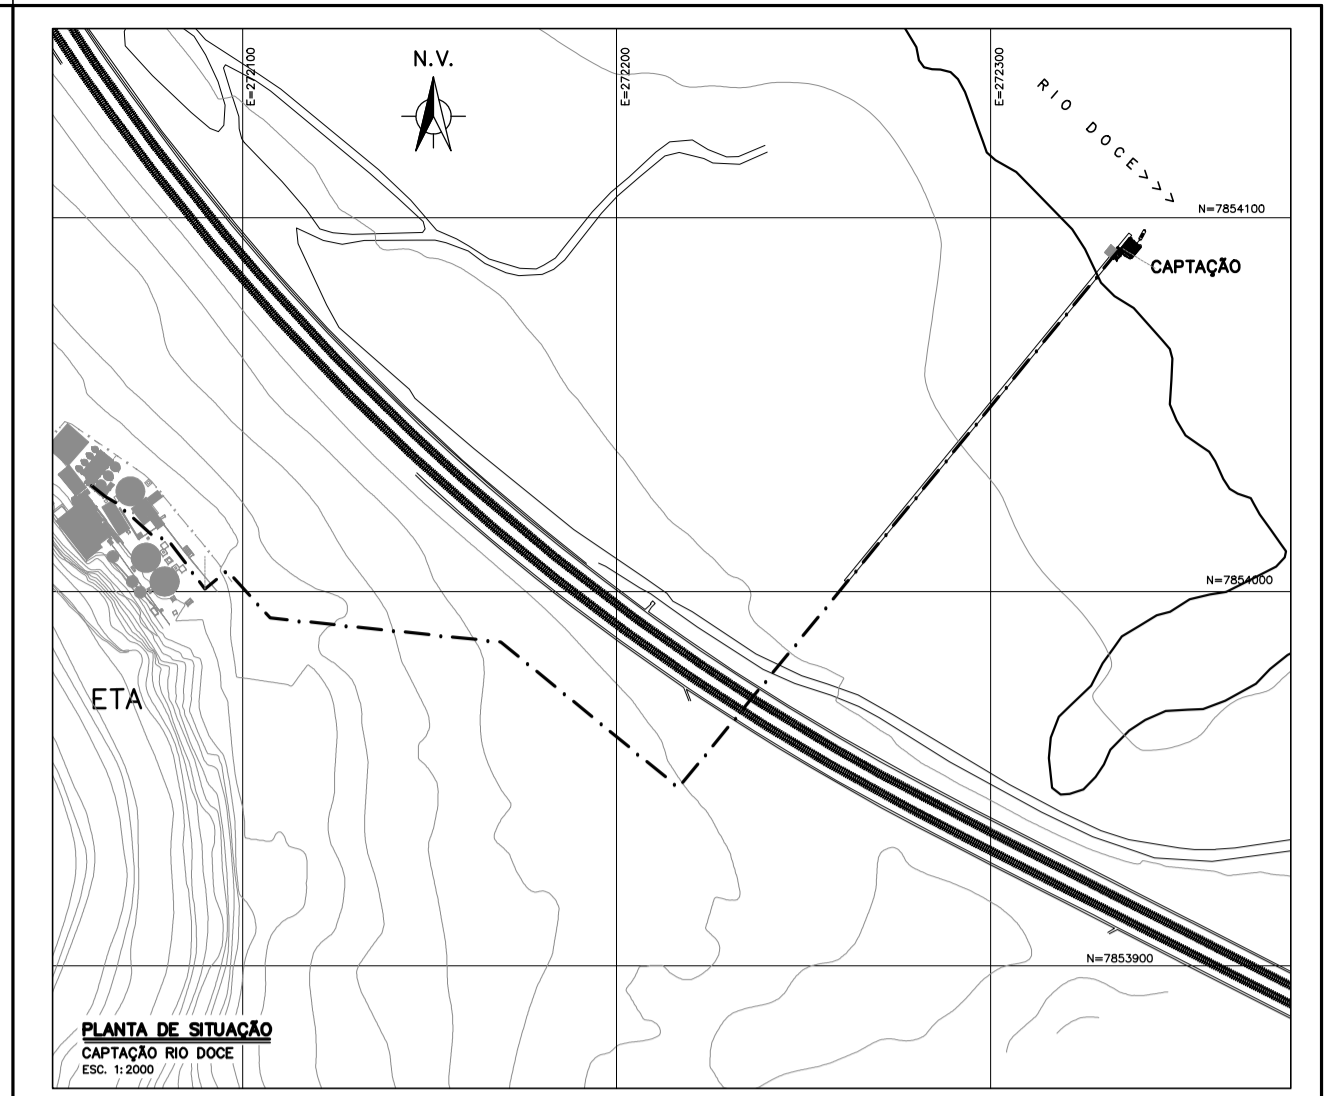 N.V.
E=272100
E=272200
E=272300
RIO DOCE>>>
N=7854100
CAPTAÇÃO
N=7854000
ETA
N=7853900
PLANTA DE SITUAÇÃO
CAPTAÇÃO RIO DOCE
ESC. 1:2000